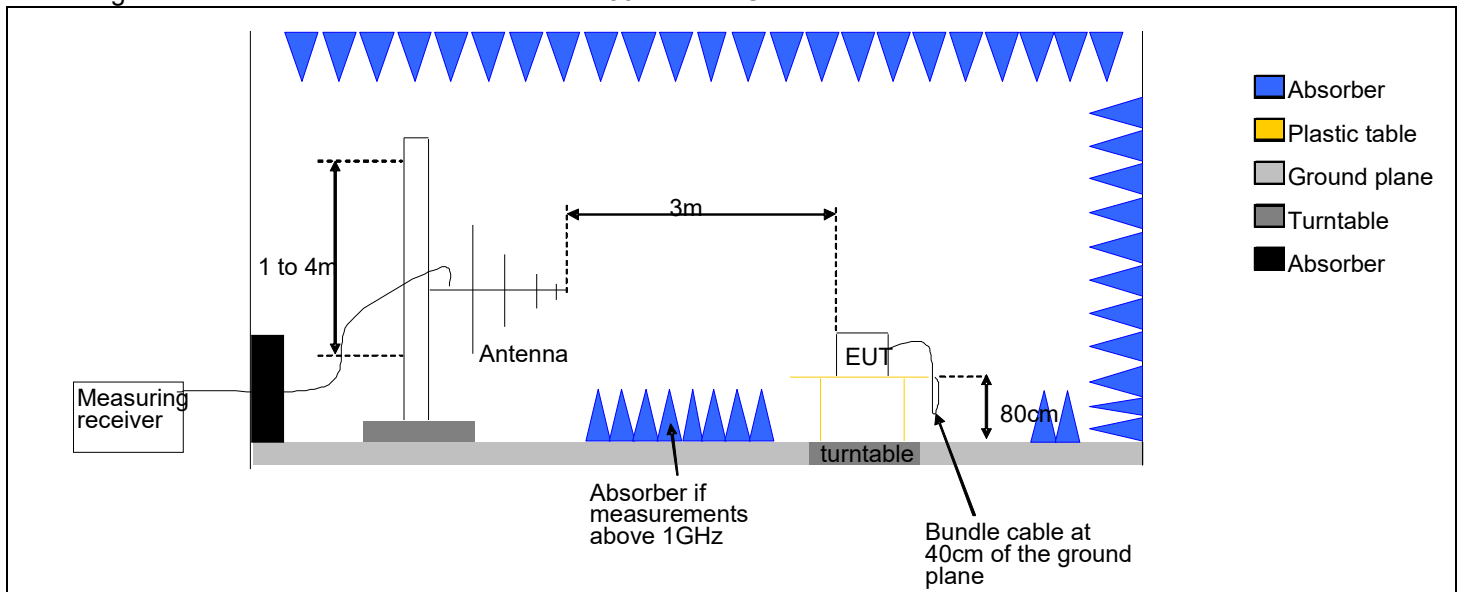 Absorber
Plastic table
Ground plane
Turntable
Absorber
3m
1 to 4m
Antenna
EUT
Measuring
receiver
80cm
turntable
Absorber if
measurements
above 1GHz
Bundle cable at
40cm of the ground
plane